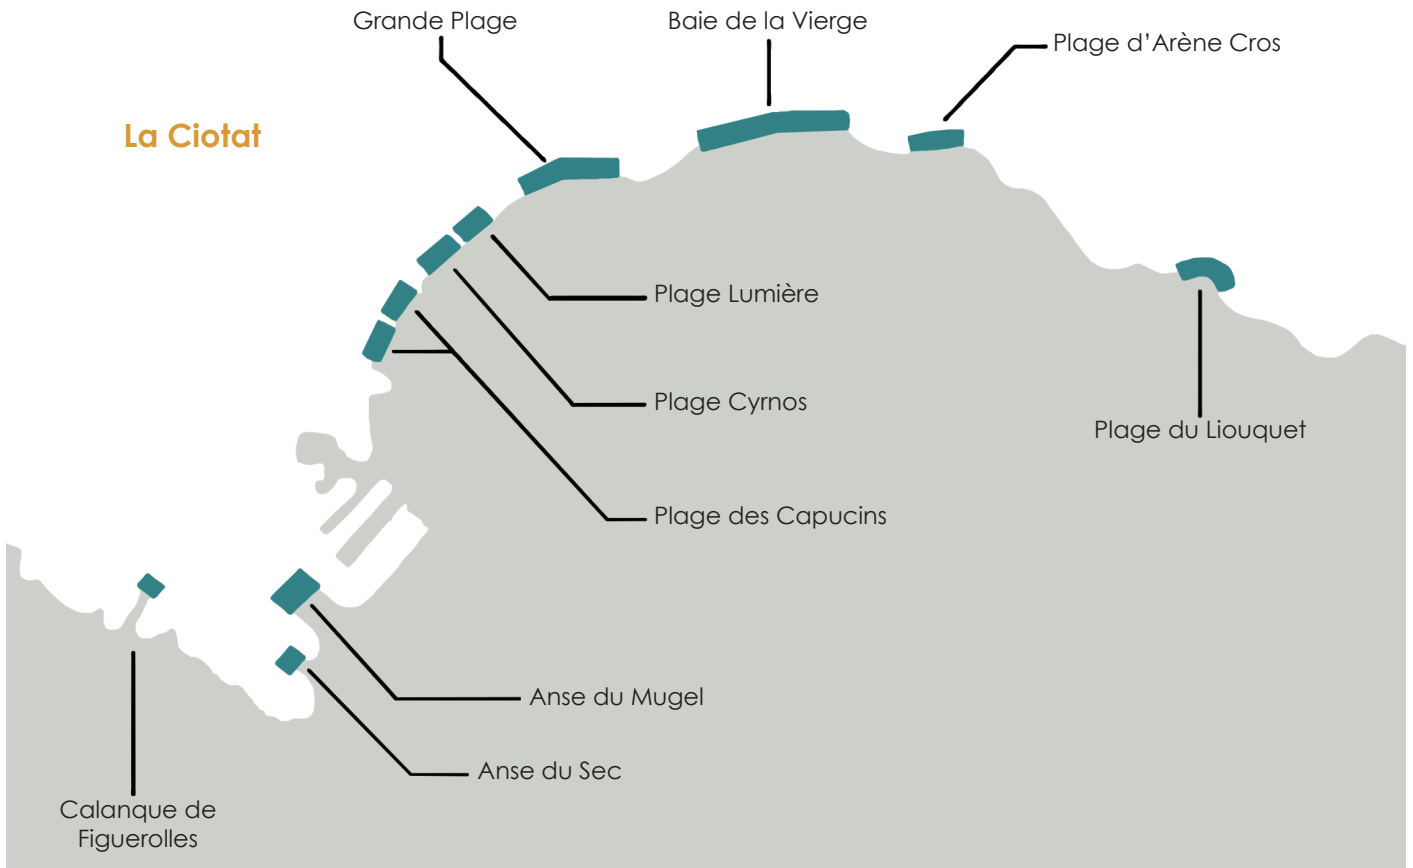 Grande Plage
Baie de la Vierge
Plage d’Arène Cros
La Ciotat
Plage Lumière
Plage Cyrnos
Plage du Liouquet
Plage des Capucins
Anse du Mugel
Anse du Sec
Calanque de
Figuerolles